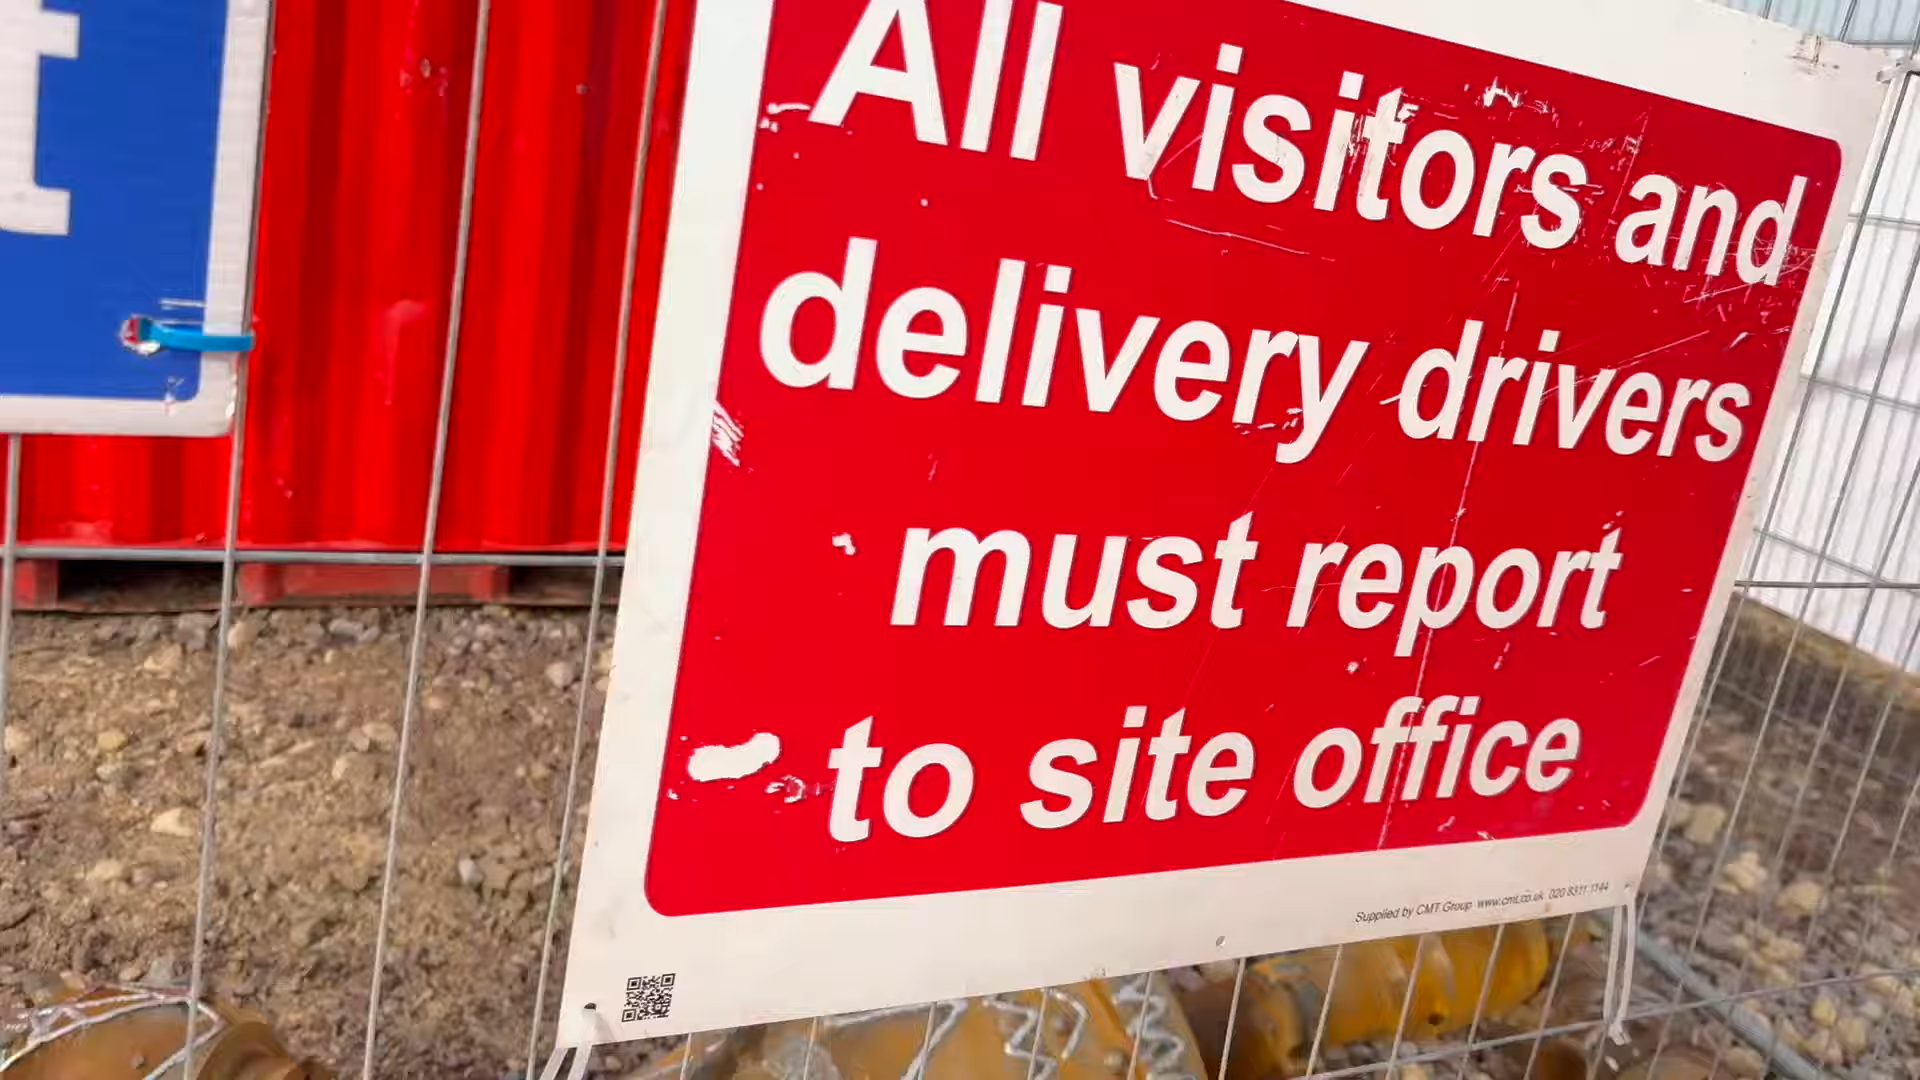 All visitors and
delivery drivers
must report
to site office
Supplied by CMT Group www.cmt.co.uk 020 8311 1144